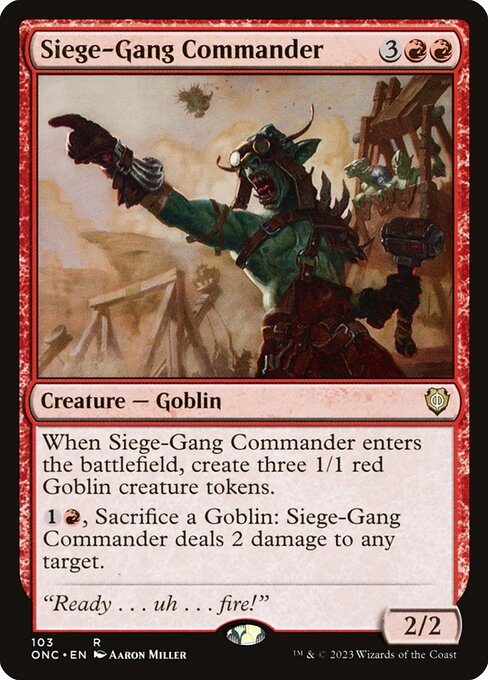 Siege-Gang Commander 3
Creature — Goblin
When Siege-Gang Commander enters
the battlefield, create three 1/1 red
Goblin creature tokens.
1, Sacrifice a Goblin: Siege-Gang
Commander deals 2 damage to any
target.
“Ready . . . uh . . . fire!”
2/2
103 R
ONC • EN Aaron Miller
™ & © 2023 Wizards of the Coast